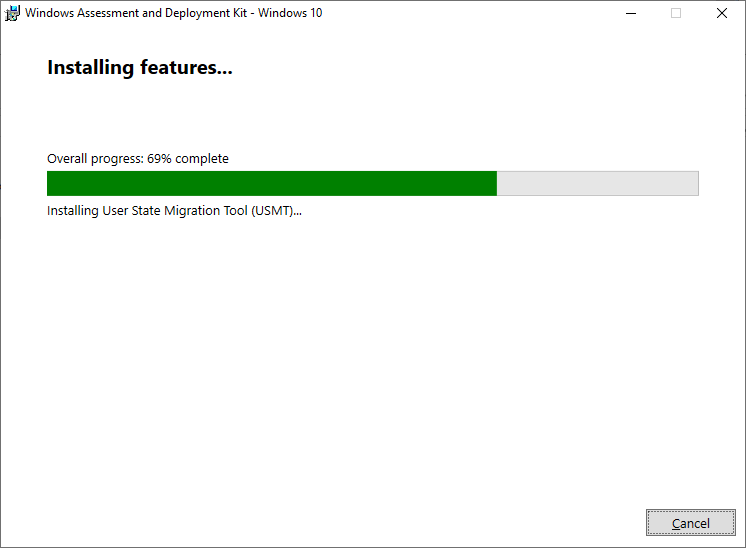 Windows Assessment and Deployment Kit - Windows 10
Installing features...
Overall progress: 69% complete
Installing User State Migration Tool (USMT)...
Cancel